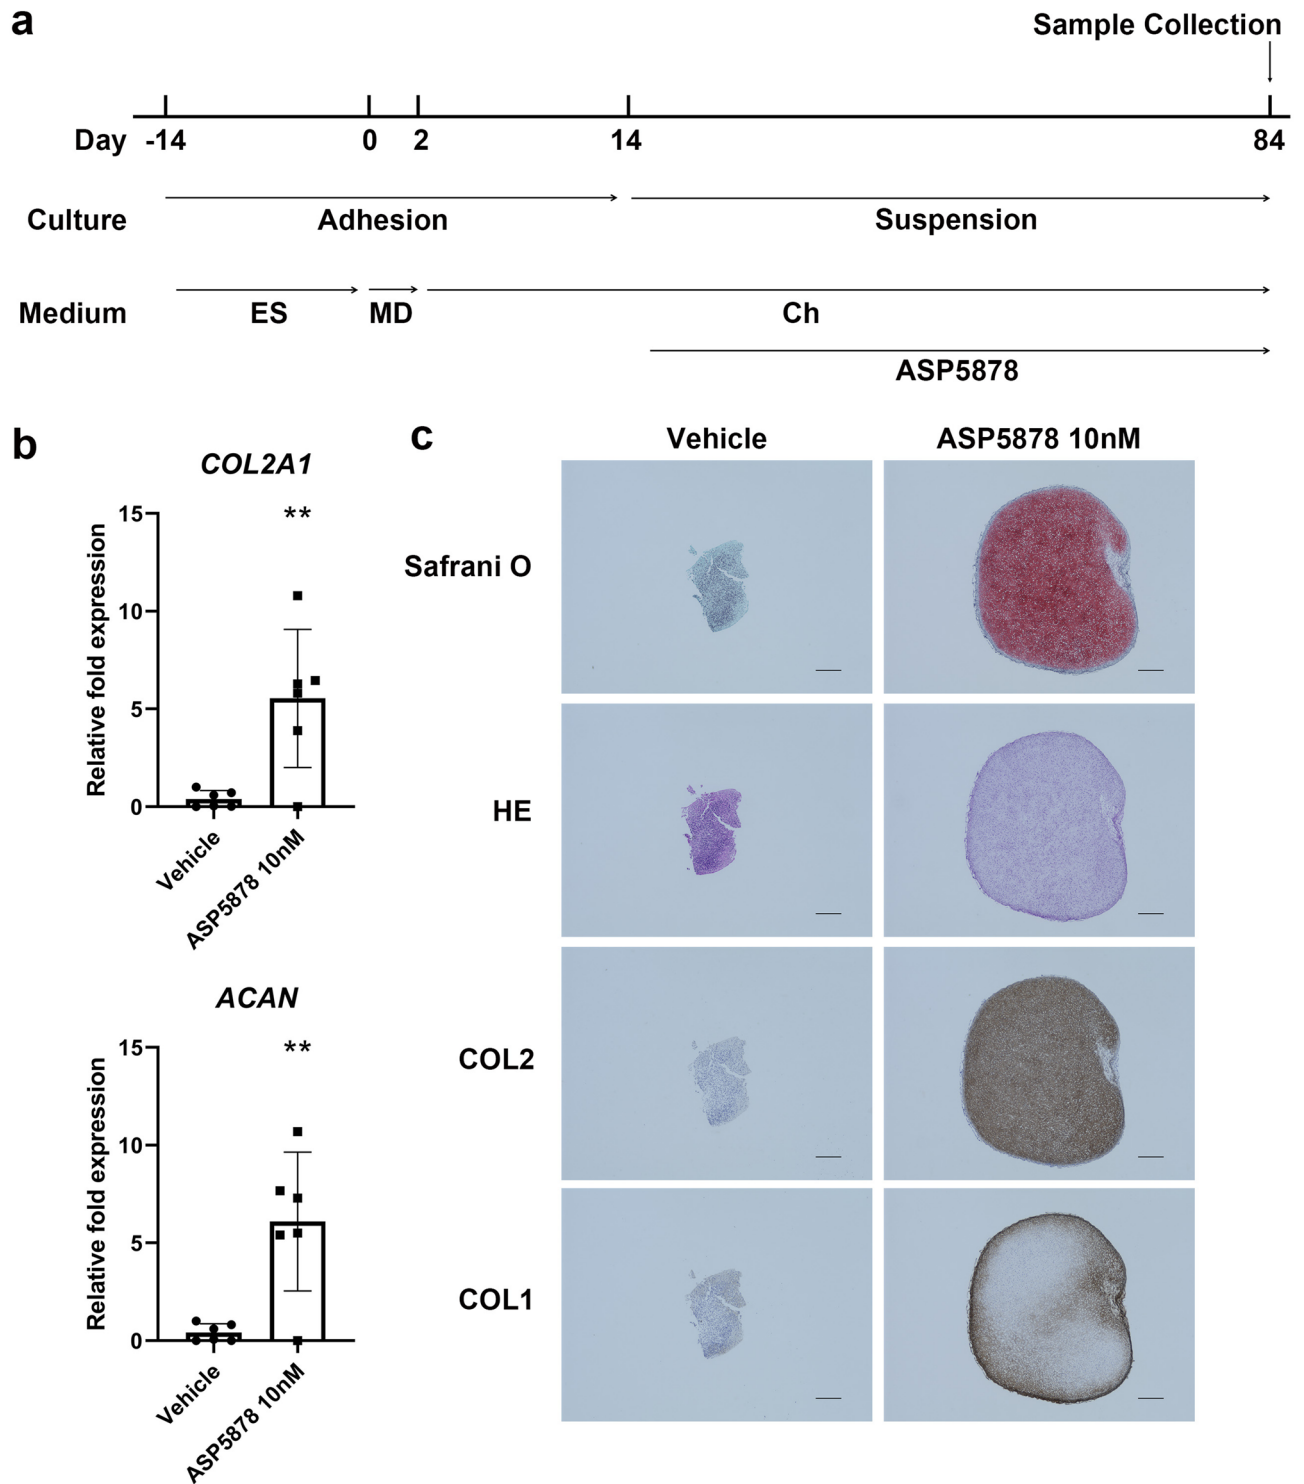 a
Sample Collection
Day -14 0 2 14 84
Culture Adhesion Suspension
Medium ES MD Ch
ASP5878
b
COL2A1
**
Relative fold expression
15
10
5
0
Vehicle
ASP5878 10nM
ACAN
**
Relative fold expression
15
10
5
0
Vehicle
ASP5878 10nM
c
Vehicle ASP5878 10nM
Safrani O
HE
COL2
COL1